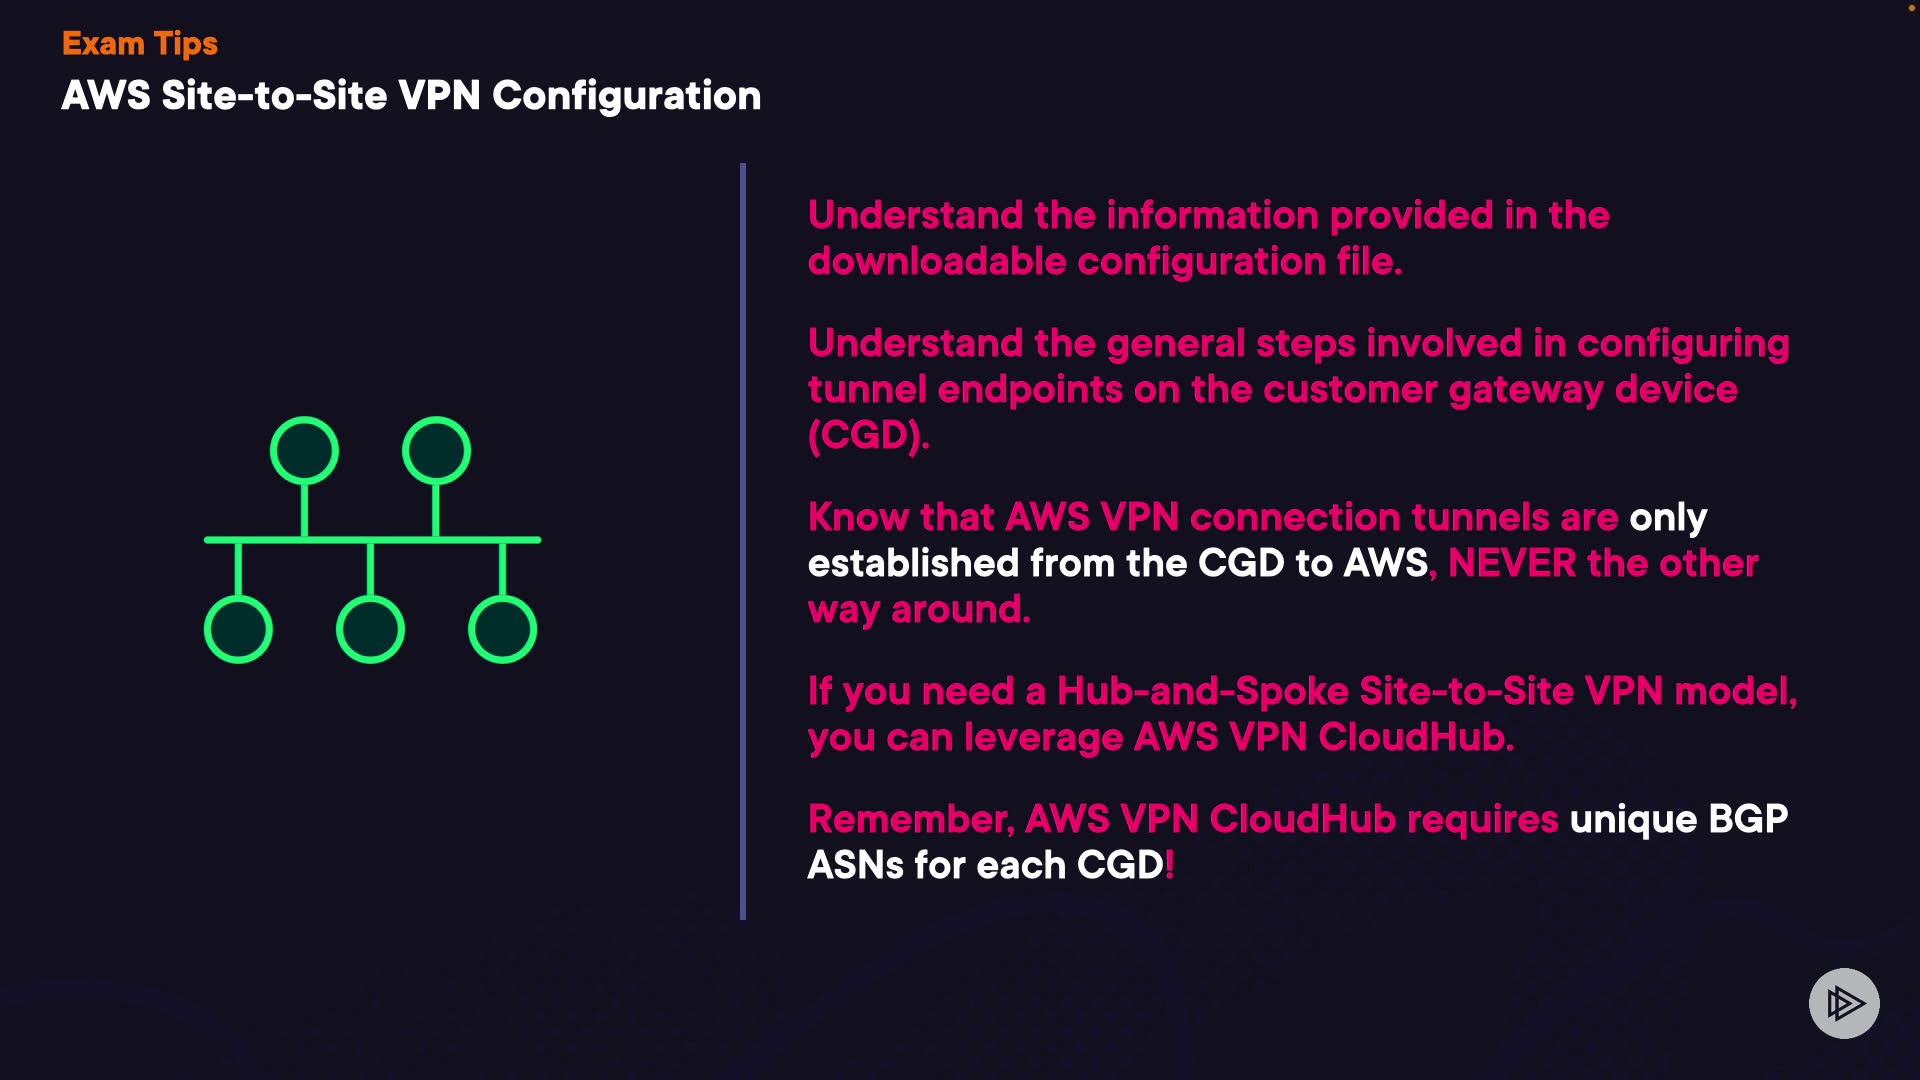 Exam Tips
AWS Site-to-Site VPN Configuration
Understand the information provided in the
downloadable configuration file.
Understand the general steps involved in configuring
tunnel endpoints on the customer gateway device
(CGD).
Know that AWS VPN connection tunnels are only
established from the CGD to AWS, NEVER the other
way around.
If you need a Hub-and-Spoke Site-to-Site VPN model,
you can leverage AWS VPN CloudHub.
Remember, AWS VPN CloudHub requires unique BGP
ASNs for each CGD!